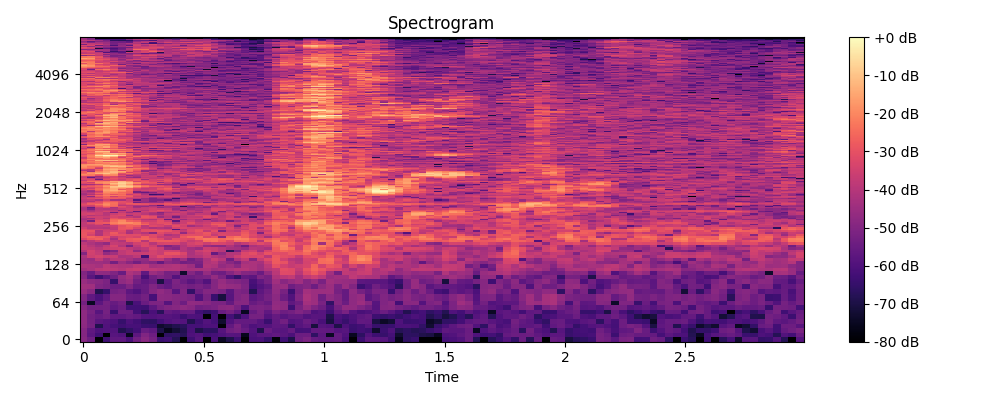 Spectrogram
Hz
4096
2048
1024
512
256
128
64
0
0
0.5
1
1.5
2
2.5
Time
+0 dB
-10 dB
-20 dB
-30 dB
-40 dB
-50 dB
-60 dB
-70 dB
-80 dB